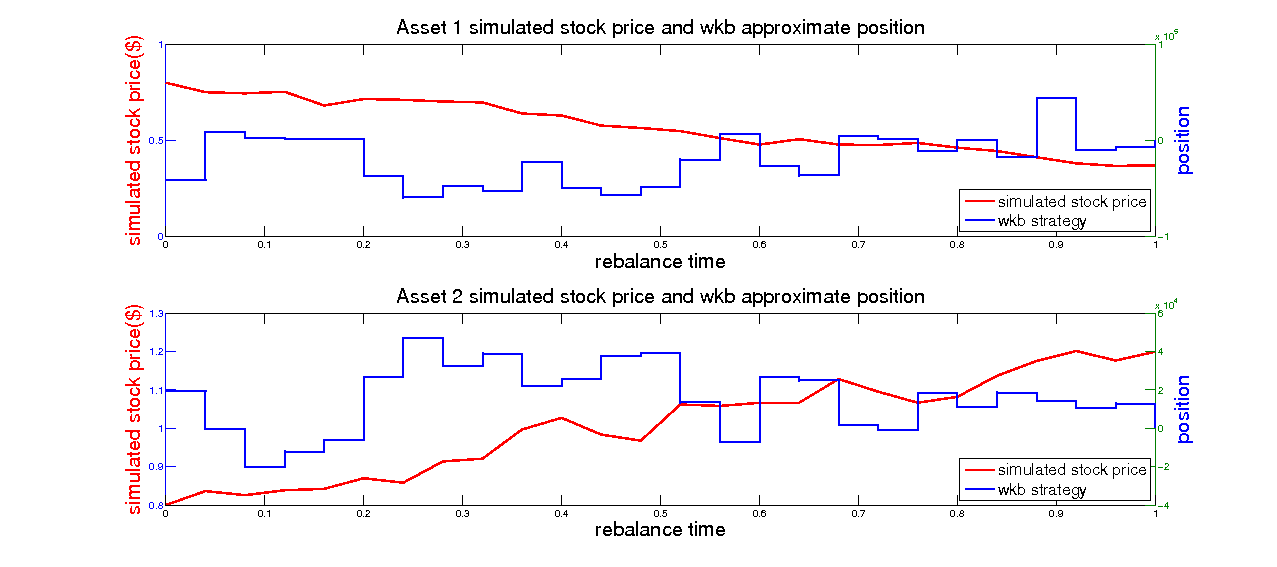 Asset 1 simulated stock price and wkb approximate position
x 10^5
1
1
simulated stock price($)
0.5
0
position
0
-1
simulated stock price
wkb strategy
0 0.1 0.2 0.3 0.4 0.5 0.6 0.7 0.8 0.9 1
rebalance time
Asset 2 simulated stock price and wkb approximate position
x 10^4
1.3
6
1.2
4
simulated stock price($)
1.1
2
position
1
0
0.9
-2
0.8
-4
simulated stock price
wkb strategy
0 0.1 0.2 0.3 0.4 0.5 0.6 0.7 0.8 0.9 1
rebalance time